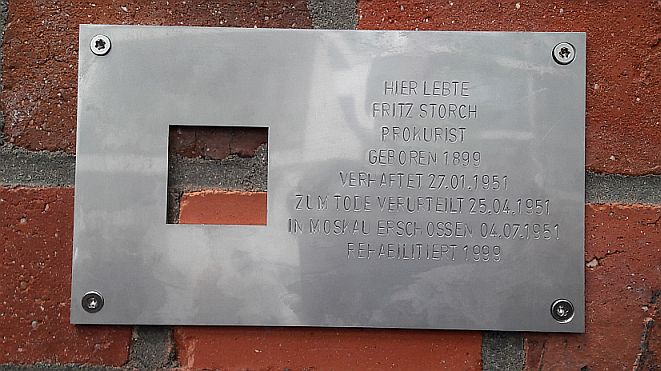 HIER LEBTE
FRITZ STORCH
PROKURIST
GEBOREN 1899
VERHAFTET 27.01.1951
ZUM TODE VERUFTEILT 25.04.1951
IN MOSKAU ERSCHOSSEN 04.07.1951
REHABILITIERT 1999